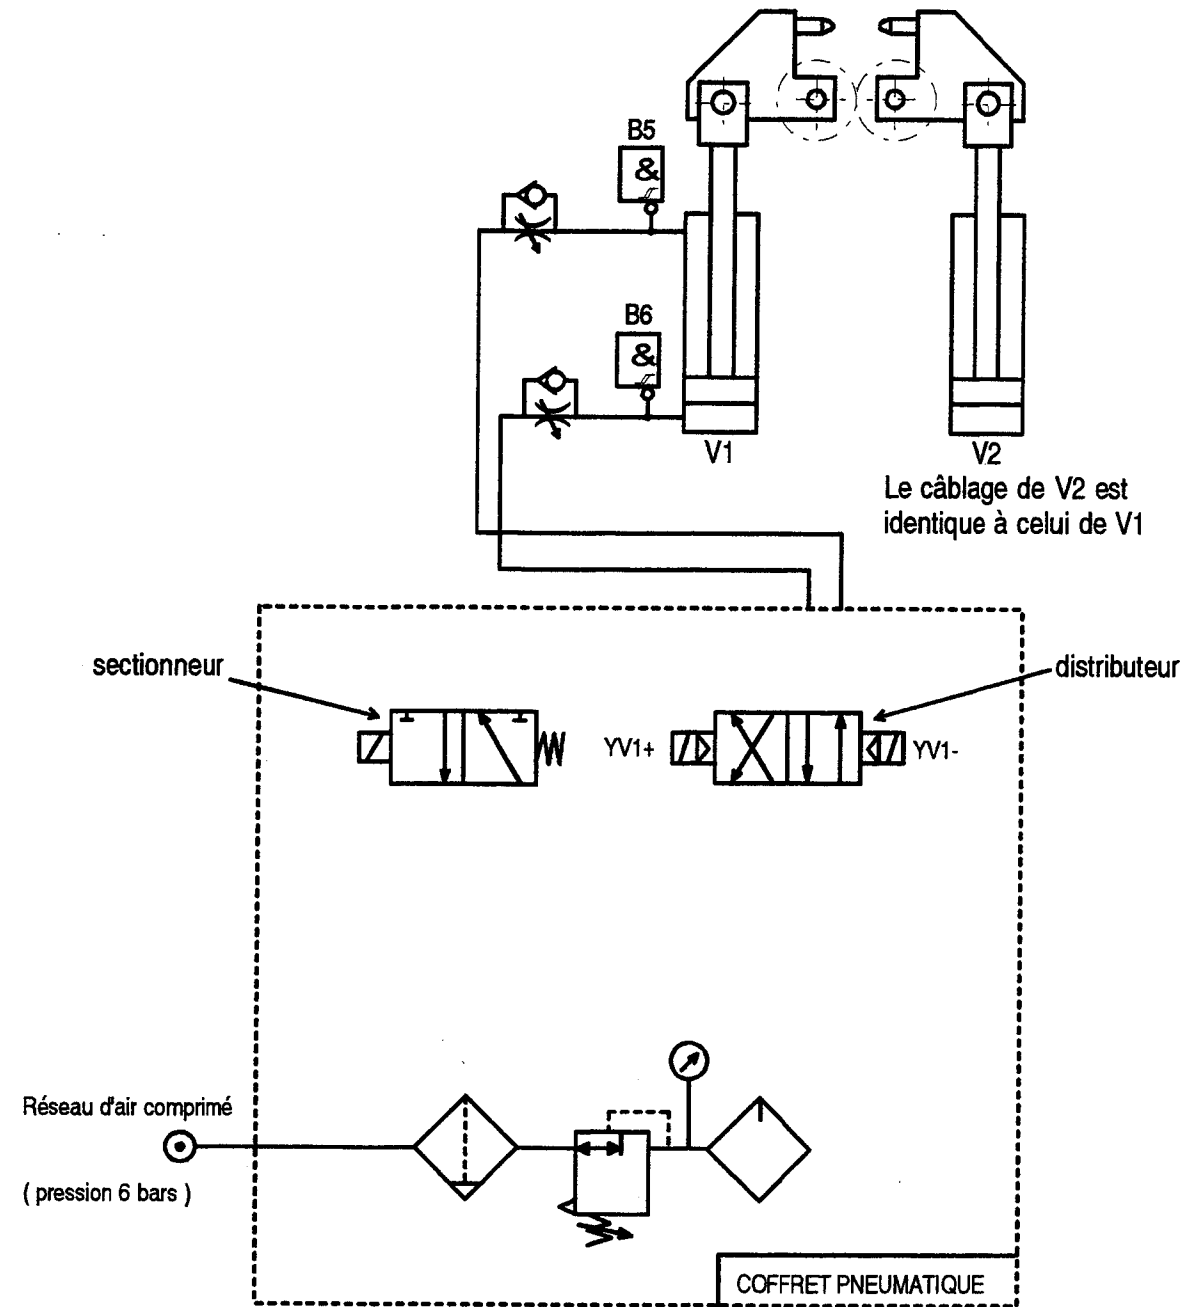 B5
&
B6
&
V1
V2
Le câblage de V2 est
identique à celui de V1
sectionneur
distributeur
YV1+
YV1-
Réseau d'air comprimé
( pression 6 bars )
COFFRET PNEUMATIQUE